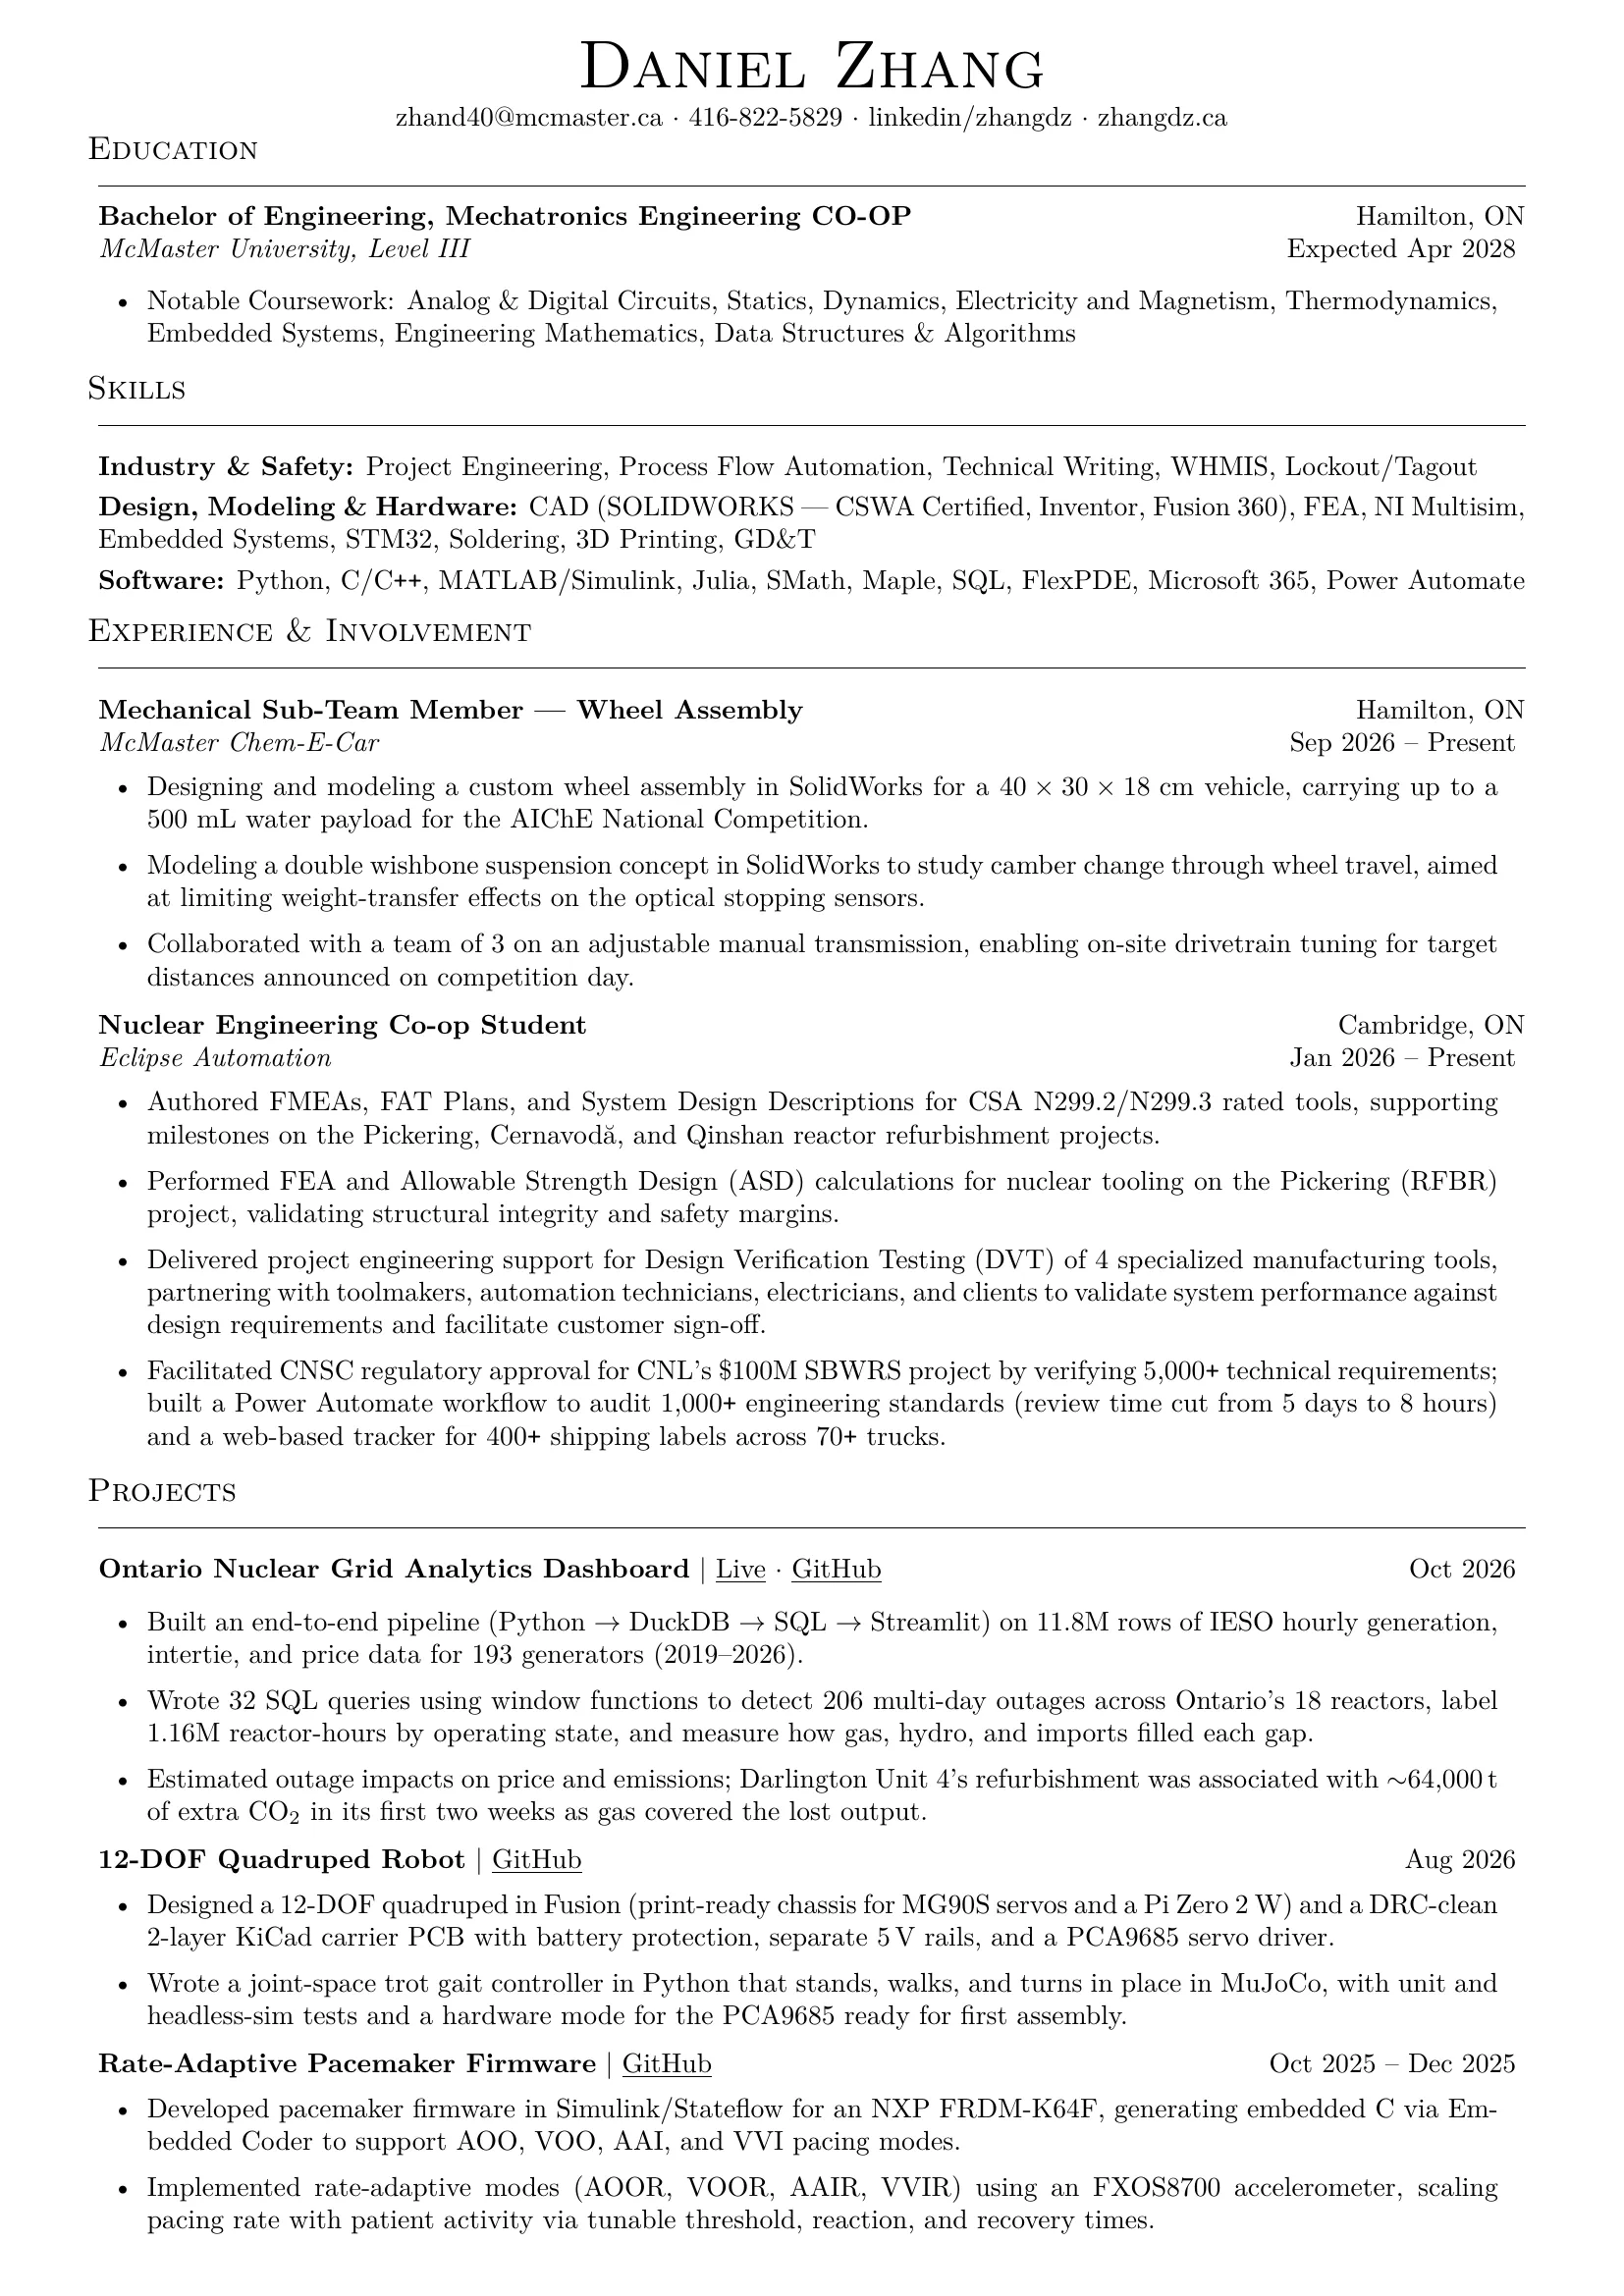 DANIEL ZHANG
zhand40@mcmaster.ca · 416-822-5829 · linkedin/zhangdz · zhangdz.ca
EDUCATION
Bachelor of Engineering, Mechatronics Engineering CO-OP Hamilton, ON
McMaster University, Level III Expected Apr 2028
• Notable Coursework: Analog & Digital Circuits, Statics, Dynamics, Electricity and Magnetism, Thermodynamics,
Embedded Systems, Engineering Mathematics, Data Structures & Algorithms
SKILLS
Industry & Safety: Project Engineering, Process Flow Automation, Technical Writing, WHMIS, Lockout/Tagout
Design, Modeling & Hardware: CAD (SOLIDWORKS — CSWA Certified, Inventor, Fusion 360), FEA, NI Multisim,
Embedded Systems, STM32, Soldering, 3D Printing, GD&T
Software: Python, C/C++, MATLAB/Simulink, Julia, SMath, Maple, SQL, FlexPDE, Microsoft 365, Power Automate
EXPERIENCE & INVOLVEMENT
Mechanical Sub-Team Member — Wheel Assembly Hamilton, ON
McMaster Chem-E-Car Sep 2026 – Present
• Designing and modeling a custom wheel assembly in SolidWorks for a 40 × 30 × 18 cm vehicle, carrying up to a
500 mL water payload for the AIChE National Competition.
• Modeling a double wishbone suspension concept in SolidWorks to study camber change through wheel travel, aimed
at limiting weight-transfer effects on the optical stopping sensors.
• Collaborated with a team of 3 on an adjustable manual transmission, enabling on-site drivetrain tuning for target
distances announced on competition day.
Nuclear Engineering Co-op Student Cambridge, ON
Eclipse Automation Jan 2026 – Present
• Authored FMEAs, FAT Plans, and System Design Descriptions for CSA N299.2/N299.3 rated tools, supporting
milestones on the Pickering, Cernavodă, and Qinshan reactor refurbishment projects.
• Performed FEA and Allowable Strength Design (ASD) calculations for nuclear tooling on the Pickering (RFBR)
project, validating structural integrity and safety margins.
• Delivered project engineering support for Design Verification Testing (DVT) of 4 specialized manufacturing tools,
partnering with toolmakers, automation technicians, electricians, and clients to validate system performance against
design requirements and facilitate customer sign-off.
• Facilitated CNSC regulatory approval for CNL's $100M SBWRS project by verifying 5,000+ technical requirements;
built a Power Automate workflow to audit 1,000+ engineering standards (review time cut from 5 days to 8 hours)
and a web-based tracker for 400+ shipping labels across 70+ trucks.
PROJECTS
Ontario Nuclear Grid Analytics Dashboard | Live · GitHub Oct 2026
• Built an end-to-end pipeline (Python → DuckDB → SQL → Streamlit) on 11.8M rows of IESO hourly generation,
intertie, and price data for 193 generators (2019–2026).
• Wrote 32 SQL queries using window functions to detect 206 multi-day outages across Ontario's 18 reactors, label
1.16M reactor-hours by operating state, and measure how gas, hydro, and imports filled each gap.
• Estimated outage impacts on price and emissions; Darlington Unit 4's refurbishment was associated with ~64,000 t
of extra CO₂ in its first two weeks as gas covered the lost output.
12-DOF Quadruped Robot | GitHub Aug 2026
• Designed a 12-DOF quadruped in Fusion (print-ready chassis for MG90S servos and a Pi Zero 2 W) and a DRC-clean
2-layer KiCad carrier PCB with battery protection, separate 5 V rails, and a PCA9685 servo driver.
• Wrote a joint-space trot gait controller in Python that stands, walks, and turns in place in MuJoCo, with unit and
headless-sim tests and a hardware mode for the PCA9685 ready for first assembly.
Rate-Adaptive Pacemaker Firmware | GitHub Oct 2025 – Dec 2025
• Developed pacemaker firmware in Simulink/Stateflow for an NXP FRDM-K64F, generating embedded C via Em-
bedded Coder to support AOO, VOO, AAI, and VVI pacing modes.
• Implemented rate-adaptive modes (AOOR, VOOR, AAIR, VVIR) using an FXOS8700 accelerometer, scaling
pacing rate with patient activity via tunable threshold, reaction, and recovery times.